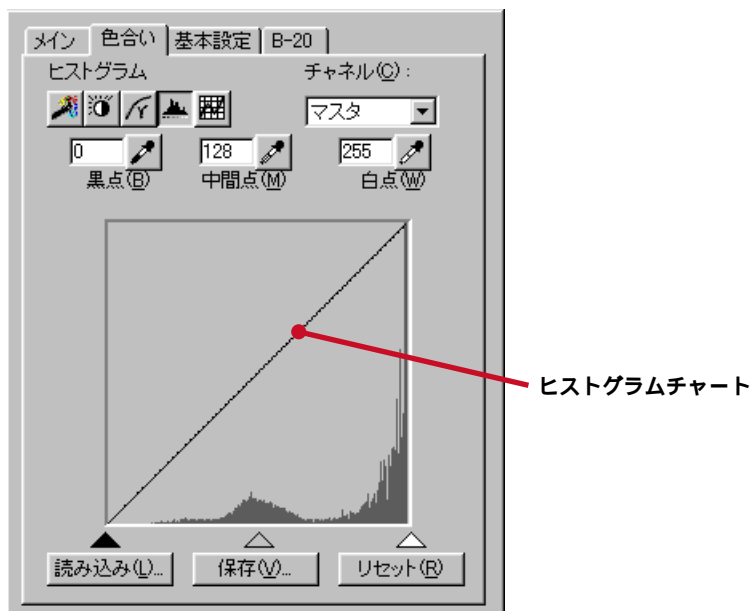 メイン 色合い 基本設定 B-20
ヒストグラム チャネル(C):
マスタ
0 128 255
黒点(B) 中間点(M) 白点(W)
ヒストグラムチャート
読み込み(L)... 保存(V)... リセット(R)